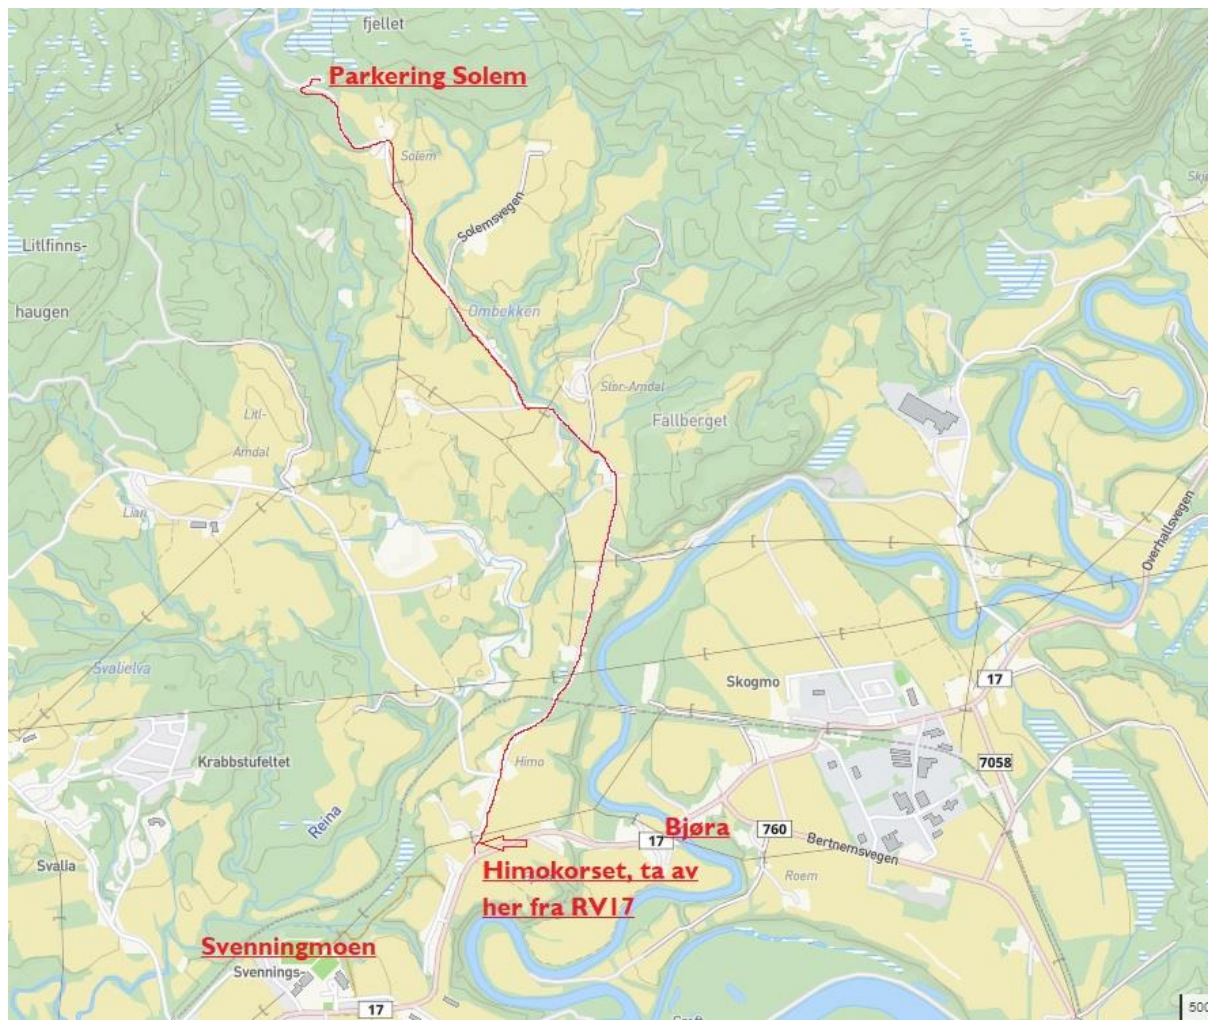 fjellet
Parkering Solem
Solem
Solemsvegen
Litlfinns-
haugen
Ombekken
Stor-Amdal
Fallberget
Litl-
Amdal
Lian
Overhallsvegen
Svalielva
Skogmo
17
Krabbstufeltet
Himo
7058
Reina
Bjøra
17
760
Bertnemsvegen
Svalia
Himokorset, ta av
her fra RV17
Roem
Svenningmoen
Svennings-
17